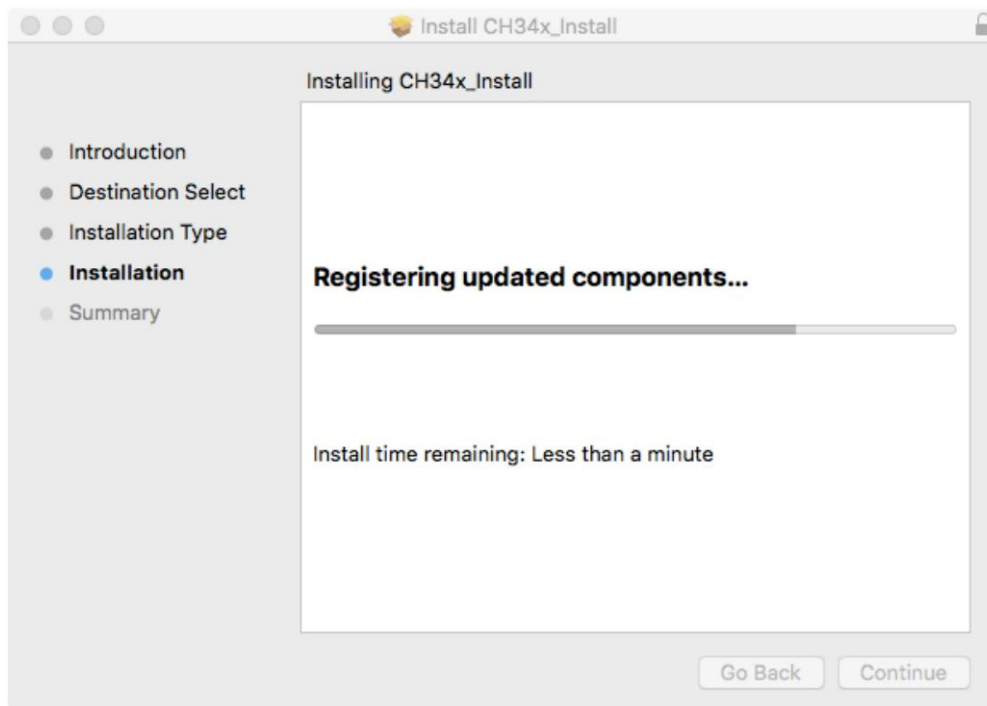 Install CH34x_Install
Installing CH34x_Install
Introduction
Destination Select
Installation Type
Installation
Summary
Registering updated components...
Install time remaining: Less than a minute
Go Back
Continue